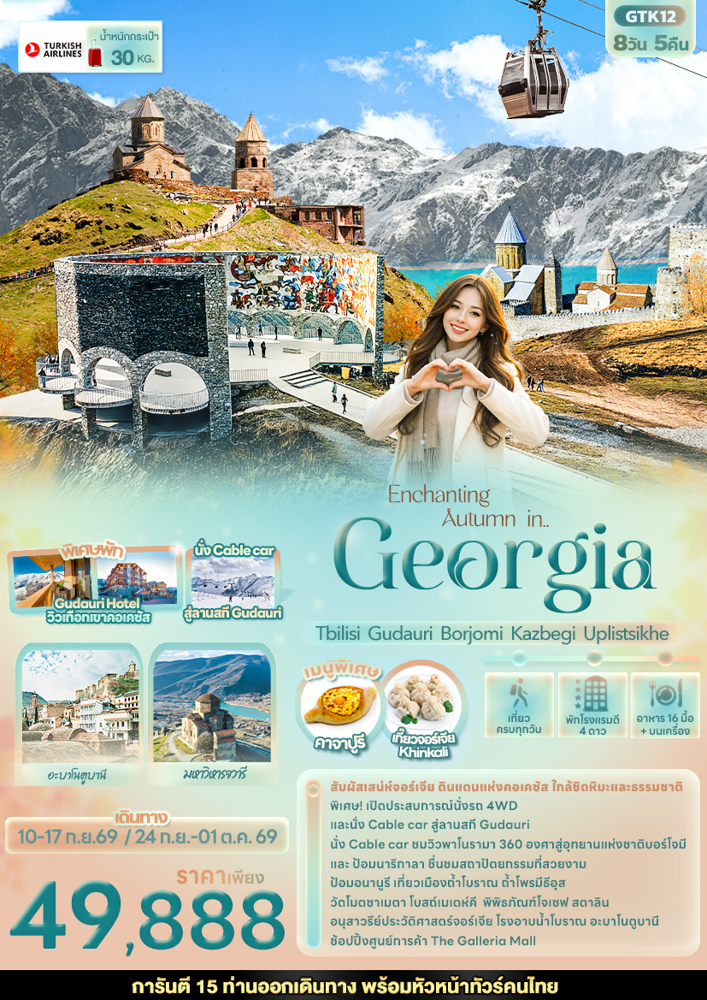 TURKISH
AIRLINES
น้ำหนักกระเป๋า
30 KG.
GTK12
8วัน 5คืน
Enchanting
Autumn in..
Georgia
Tbilisi Gudauri Borjomi Kazbegi Uplistsikhe
พิเศษพัก
Gudauri Hotel
วิวเทือกเขาคอเคซัส
นั่ง Cable car
สู่ลานสกี Gudauri
อะบาโนตูบานี
มหาวิหารจวารี
เมนูพิเศษ
คาจาปูรี
เกี๊ยวจอร์เจีย
Khinkali
เที่ยว
ครบทุกวัน
พักโรงแรมดี
4 ดาว
อาหาร 16 มื้อ
+ บนเครื่อง
เดินทาง
10-17 ก.ย.69 / 24 ก.ย.-01 ต.ค. 69
ราคาเพียง
49,888
สัมผัสเสน่ห์จอร์เจีย ดินแดนแห่งคอเคซัส ใกล้ชิดหิมะและธรรมชาติ
พิเศษ! เปิดประสบการณ์นั่งรถ 4WD
และนั่ง Cable car สู่ลานสกี Gudauri
นั่ง Cable car ชมวิวพาโนรามา 360 องศาสู่อุทยานแห่งชาติบอร์โจมี
และ ป้อมนาริกาลา ชื่นชมสถาปัตยกรรมที่สวยงาม
ป้อมอนานูรี เที่ยวเมืองถ้ำโบราณ ถ้ำโพรมีธีอุส
วัดโมตซาเมตา โบสถ์เมเตห์คี พิพิธภัณฑ์โจเซฟ สตาลิน
อนุสาวรีย์ประวัติศาสตร์จอร์เจีย โรงอาบน้ำโบราณ อะบาโนตูบานี
ช้อปปิ้งศูนย์การค้า The Galleria Mall
การันตี 15 ท่านออกเดินทาง พร้อมหัวหน้าทัวร์คนไทย